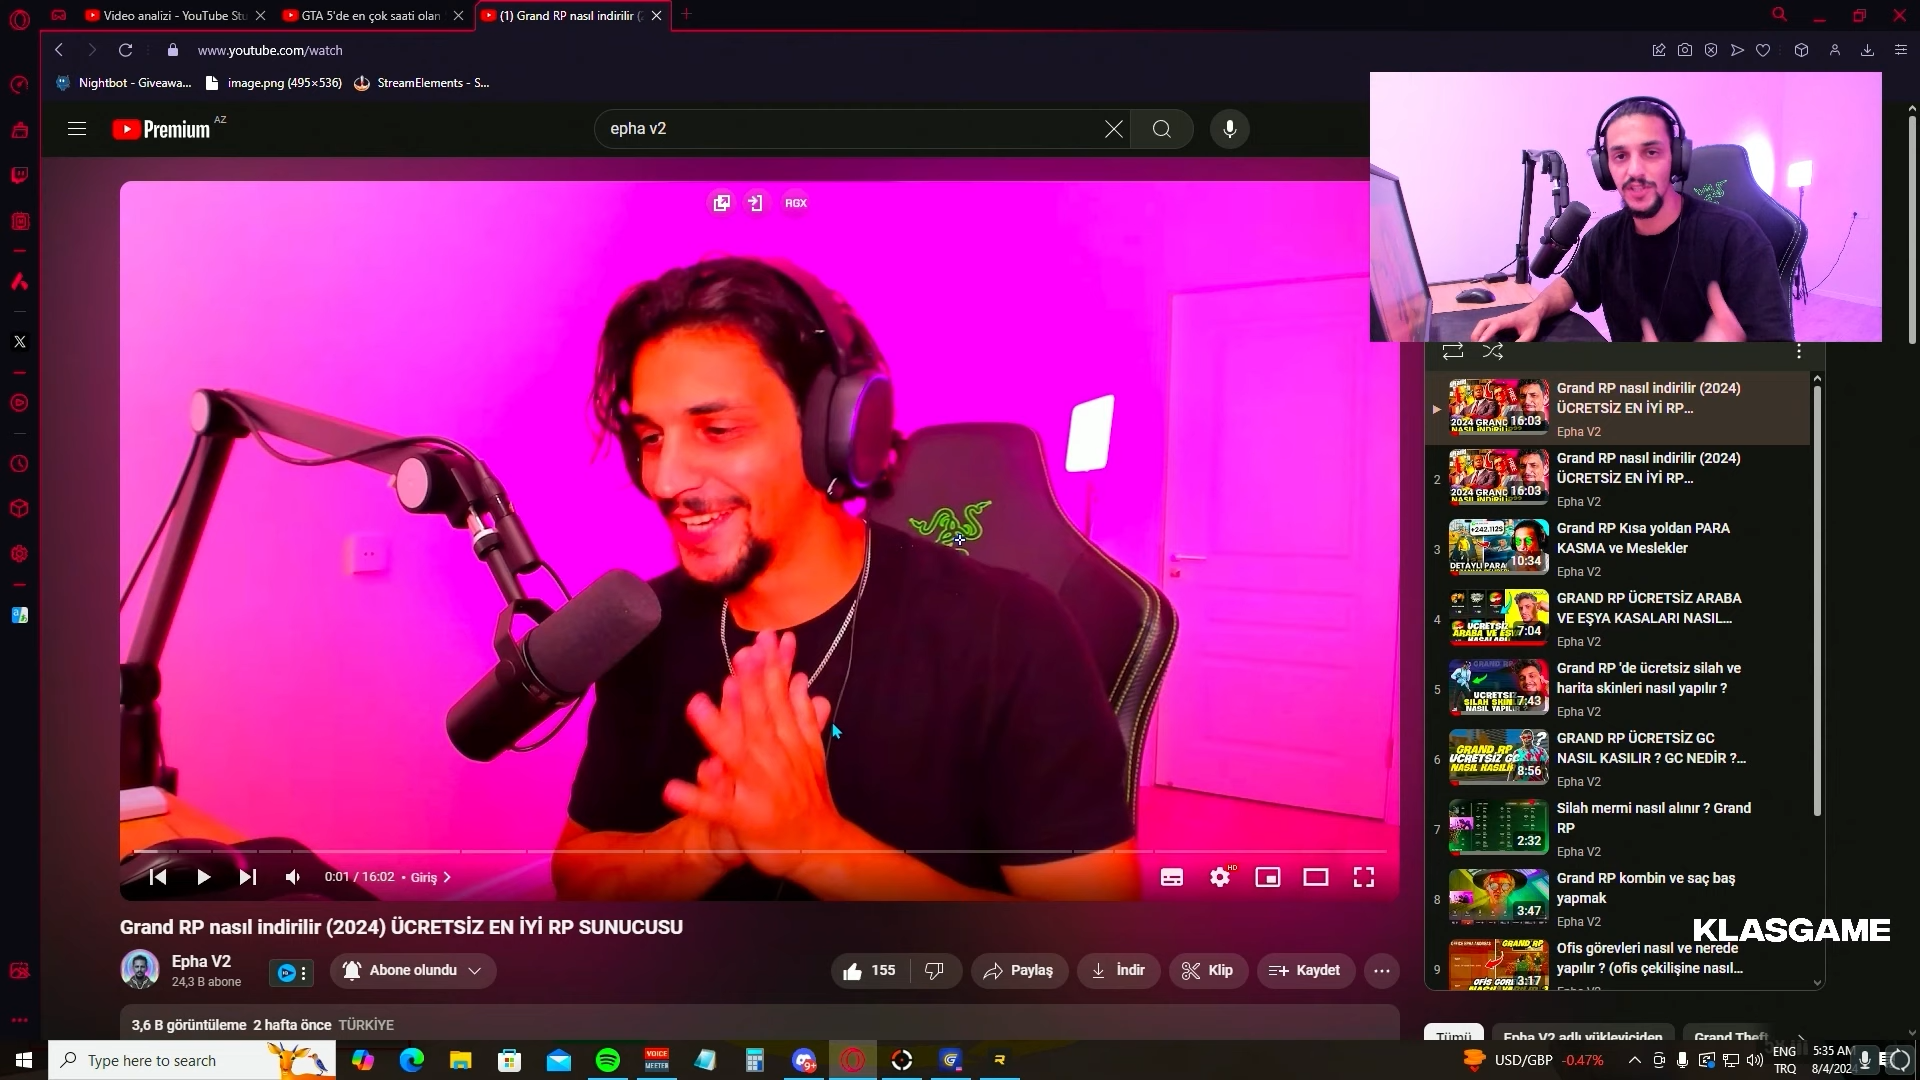 Video analizi - YouTube Stu
GTA 5'de en çok saati olan
(1) Grand RP nasıl indirilir (2
www.youtube.com/watch
Nightbot - Giveawa...
image.png (495×536)
StreamElements - S...
Premium AZ
epha v2
RGX
Grand RP nasıl indirilir (2024)
ÜCRETSİZ EN İYİ RP...
Epha V2
16:03
2
Grand RP nasıl indirilir (2024)
ÜCRETSİZ EN İYİ RP...
Epha V2
16:03
3
Grand RP Kısa yoldan PARA
KASMA ve Meslekler
Epha V2
10:34
4
GRAND RP ÜCRETSİZ ARABA
VE EŞYA KASALARI NASIL...
Epha V2
7:04
5
Grand RP 'de ücretsiz silah ve
harita skinleri nasıl yapılır ?
Epha V2
7:43
6
GRAND RP ÜCRETSİZ GC
NASIL KASILIR ? GC NEDİR ?...
Epha V2
8:56
7
Silah mermi nasıl alınır ? Grand
RP
Epha V2
2:32
8
Grand RP kombin ve saç baş
yapmak
Epha V2
3:47
KLASGAME
9
Ofis görevleri nasıl ve nerede
yapılır ? (ofis çekilişine nasıl...
3:17
0:01 / 16:02 • Giriş
HD
Grand RP nasıl indirilir (2024) ÜCRETSİZ EN İYİ RP SUNUCUSU
Epha V2
24,3 B abone
Abone olundu
155
Paylaş
İndir
Klip
Kaydet
3,6 B görüntüleme 2 hafta önce TÜRKİYE
Tümü
Epha V2 adlı yükleyiciden
Grand Theft
Type here to search
VOICE
MEETER
9+
USD/GBP -0.47%
ENG
TRQ
5:35 AM
8/4/202